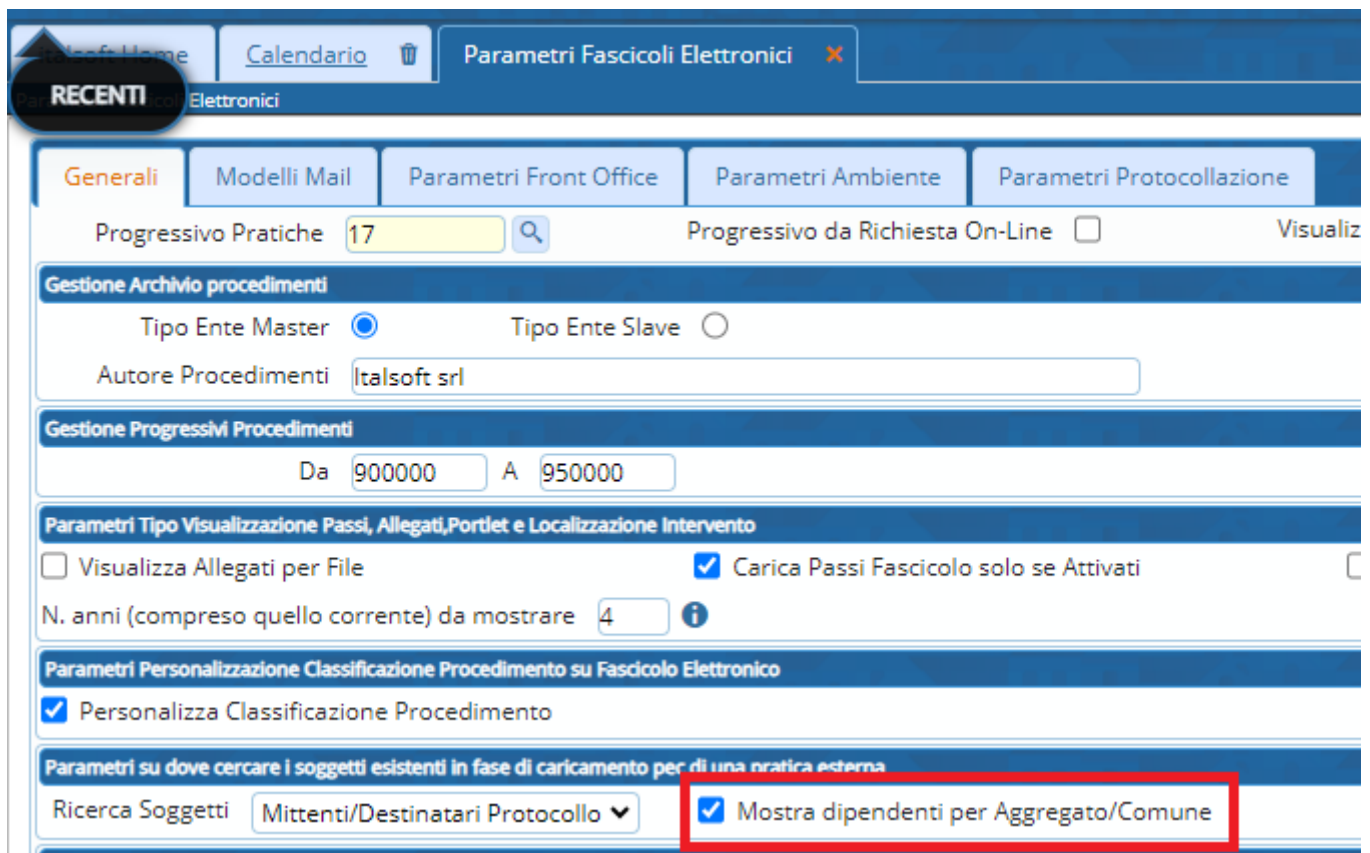 italsoft Home Calendario Parametri Fascicoli Elettronici
RECENTI Elettronici
Generali Modelli Mail Parametri Front Office Parametri Ambiente Parametri Protocollazione
Progressivo Pratiche 17 Progressivo da Richiesta On-Line Visualiz
Gestione Archivio procedimenti
Tipo Ente Master Tipo Ente Slave
Autore Procedimenti Italsoft srl
Gestione Progressivi Procedimenti
Da 900000 A 950000
Parametri Tipo Visualizzazione Passi, Allegati,Portlet e Localizzazione Intervento
Visualizza Allegati per File Carica Passi Fascicolo solo se Attivati
N. anni (compreso quello corrente) da mostrare 4
Parametri Personalizzazione Classificazione Procedimento su Fascicolo Elettronico
Personalizza Classificazione Procedimento
Parametri su dove cercare i soggetti esistenti in fase di caricamento pec di una pratica esterna
Ricerca Soggetti Mittenti/Destinatari Protocollo Mostra dipendenti per Aggregato/Comune